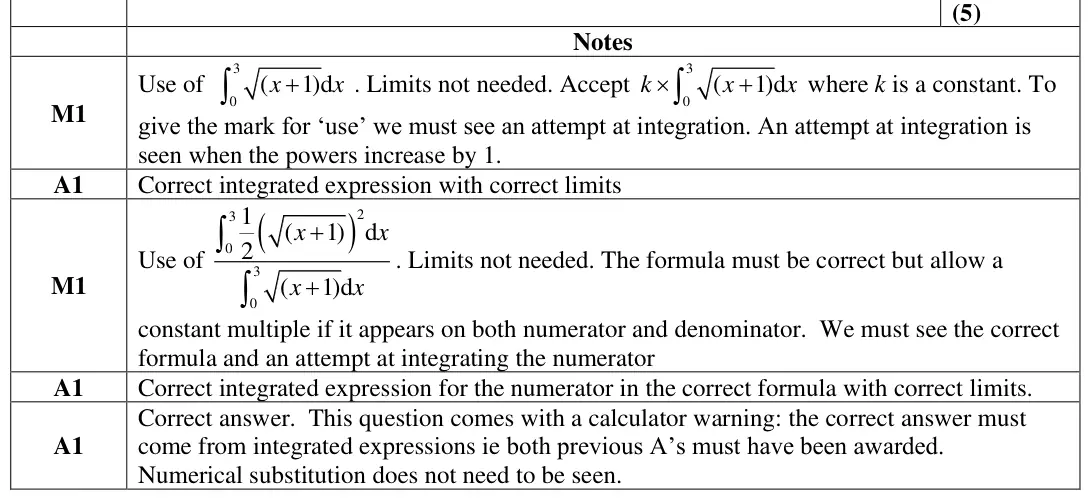 (5)
Notes
M1
Use of ∫₀³ √(x+1)dx . Limits not needed. Accept k × ∫₀³ √(x+1)dx where k is a constant. To
give the mark for ‘use’ we must see an attempt at integration. An attempt at integration is
seen when the powers increase by 1.
A1
Correct integrated expression with correct limits
M1
Use of (∫₀³ ½(√(x+1))² dx) / (∫₀³ √(x+1)dx) . Limits not needed. The formula must be correct but allow a
constant multiple if it appears on both numerator and denominator.  We must see the correct
formula and an attempt at integrating the numerator
A1
Correct integrated expression for the numerator in the correct formula with correct limits.
A1
Correct answer.  This question comes with a calculator warning: the correct answer must
come from integrated expressions ie both previous A’s must have been awarded.
Numerical substitution does not need to be seen.